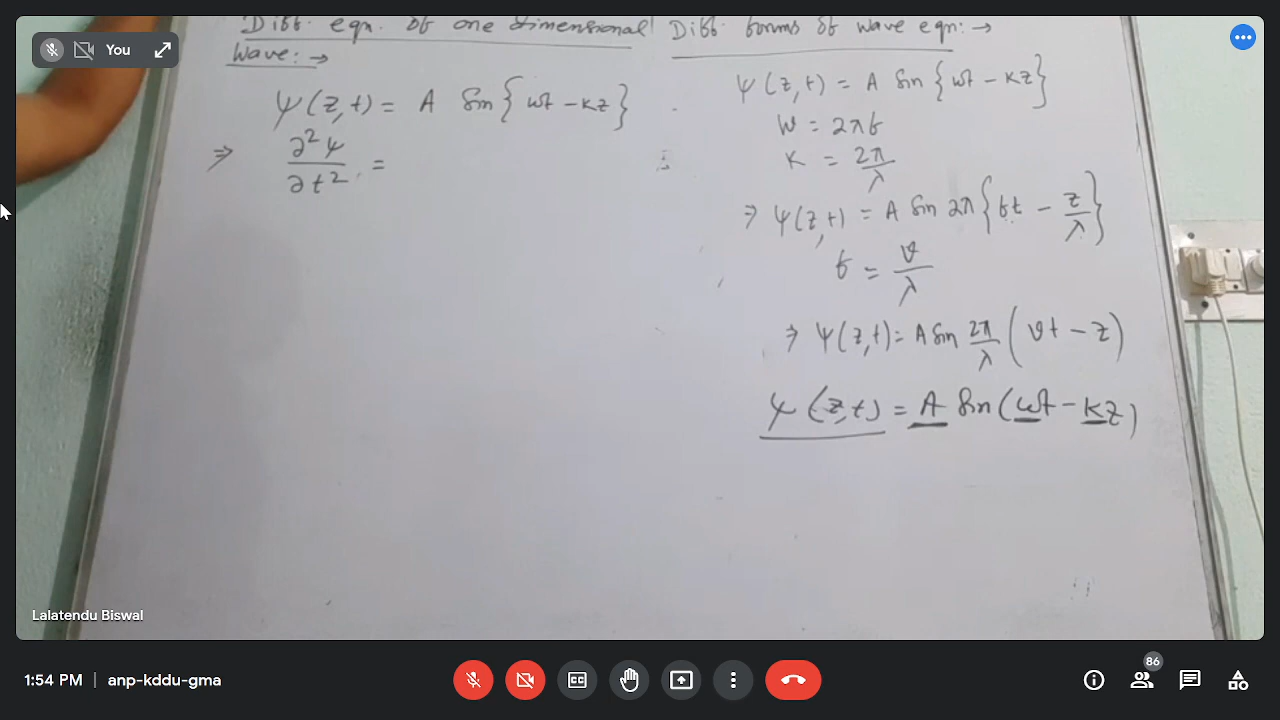 You
Diff. eqn. of one dimensional
Wave: →
ψ(z,t) = A Sin{ωt - kz}
⇒ ∂²ψ/∂t² =
Diff forms of wave eqn: →
ψ(z,t) = A Sin{ωt - kz}
ω = 2πf
K = 2π/λ
⇒ ψ(z,t) = A Sin 2π{ft - z/λ}
f = v/λ
⇒ ψ(z,t) = A Sin 2π/λ (vt - z)
ψ(z,t) = A Sin(ωt - kz)
Lalatendu Biswal
1:54 PM | anp-kddu-gma
CC
86